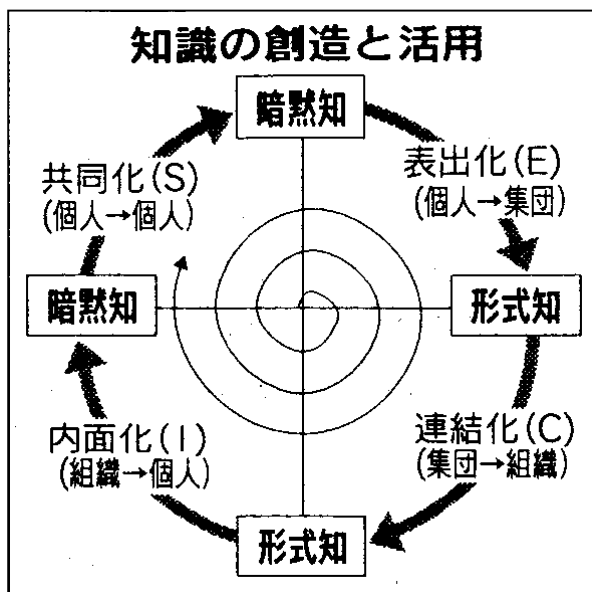 知識の創造と活用
暗黙知
共同化(S)
(個人→個人)
表出化(E)
(個人→集団)
暗黙知
形式知
内面化(I)
(組織→個人)
連結化(C)
(集団→組織)
形式知